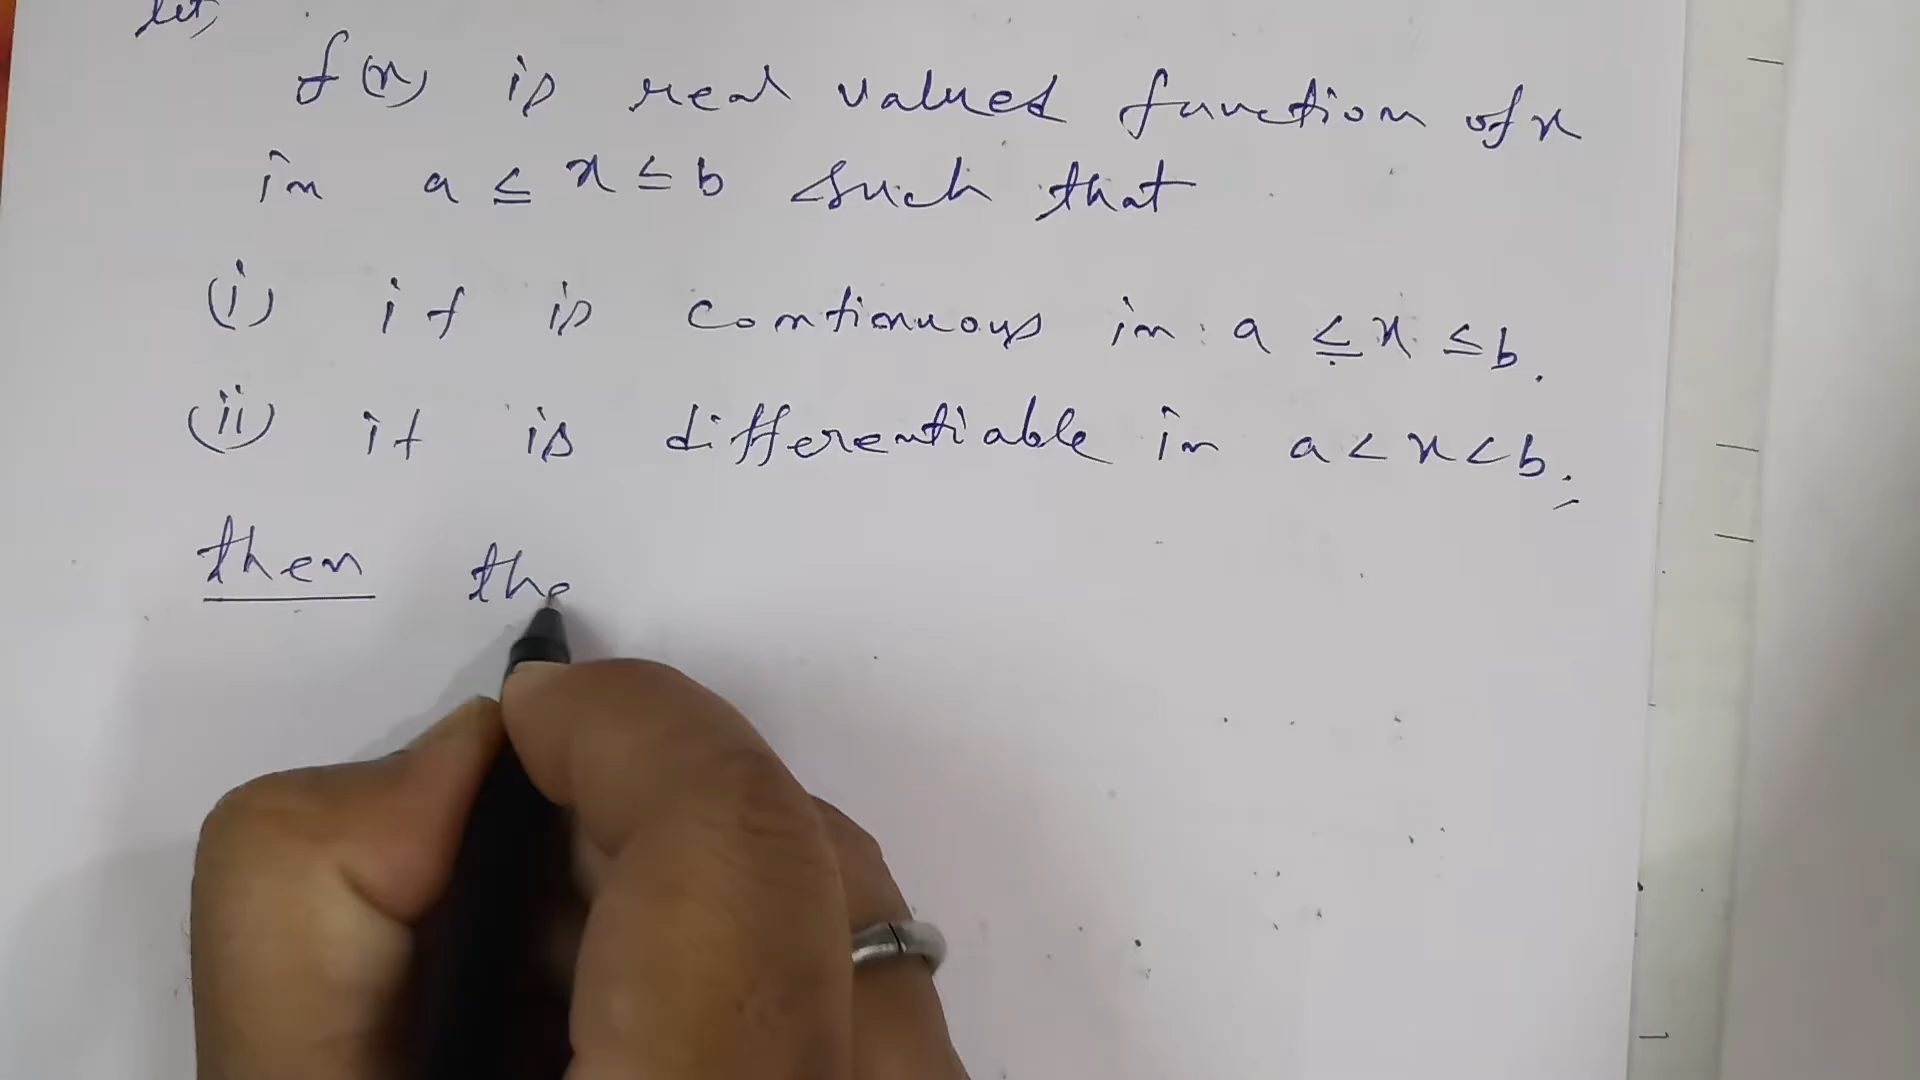 let,
f(x) is real valued function of x
in a ≤ x ≤ b such that
(i) it is continuous in a ≤ x ≤ b.
(ii) it is differentiable in a < x < b.
then the